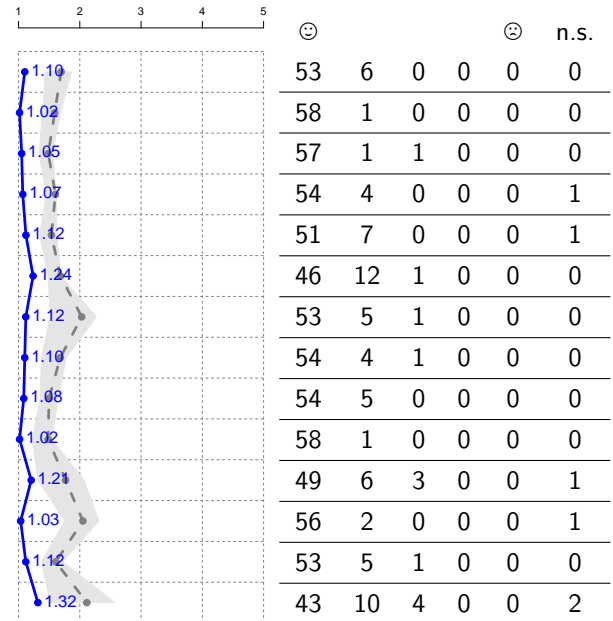 1 2 3 4 5
☺ ☹ n.s.
1.10 53 6 0 0 0 0
1.02 58 1 0 0 0 0
1.05 57 1 1 0 0 0
1.07 54 4 0 0 0 1
1.12 51 7 0 0 0 1
1.24 46 12 1 0 0 0
1.12 53 5 1 0 0 0
1.10 54 4 1 0 0 0
1.08 54 5 0 0 0 0
1.02 58 1 0 0 0 0
1.21 49 6 3 0 0 1
1.03 56 2 0 0 0 1
1.12 53 5 1 0 0 0
1.32 43 10 4 0 0 2